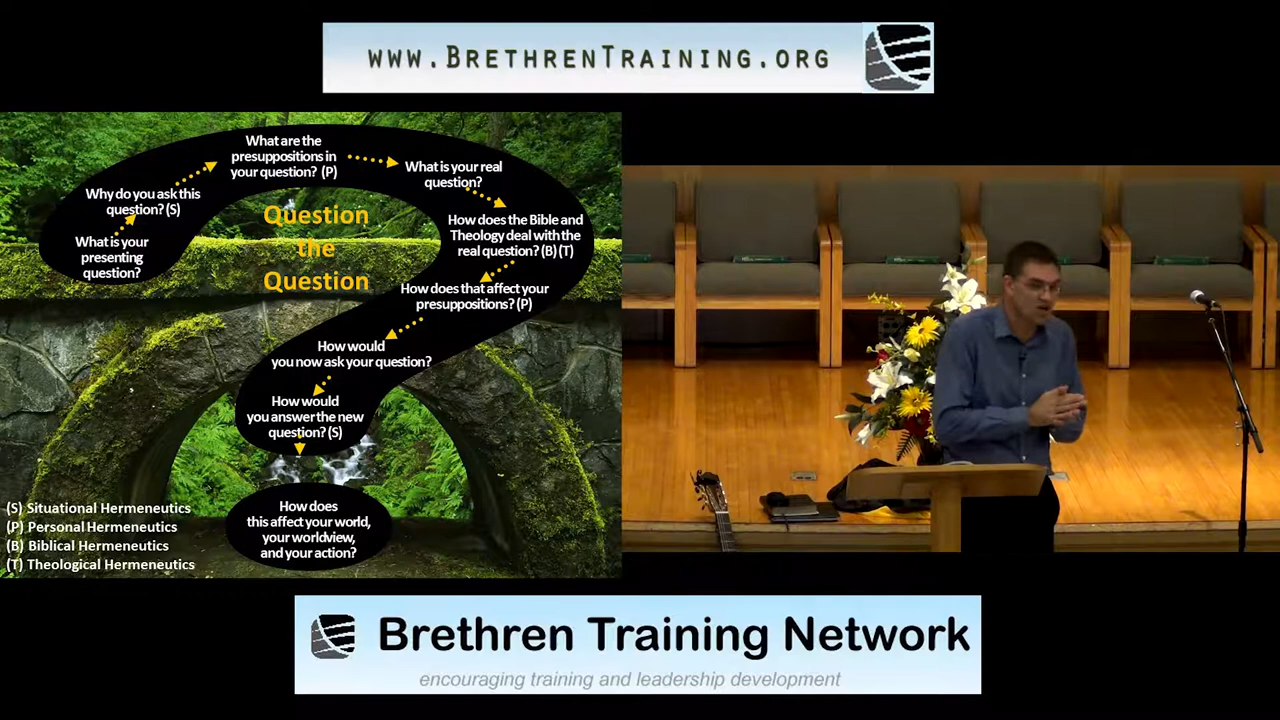 www.BrethrenTraining.org
What are the
presuppositions in
your question? (P)
What is your real
question?
Why do you ask this
question? (S)
What is your
presenting
question?
Question
the
Question
How does the Bible and
Theology deal with the
real question? (B) (T)
How does that affect your
presuppositions? (P)
How would
you now ask your question?
How would
you answer the new
question? (S)
How does
this affect your world,
your worldview,
and your action?
(S) Situational Hermeneutics
(P) Personal Hermeneutics
(B) Biblical Hermeneutics
(T) Theological Hermeneutics
Brethren Training Network
encouraging training and leadership development